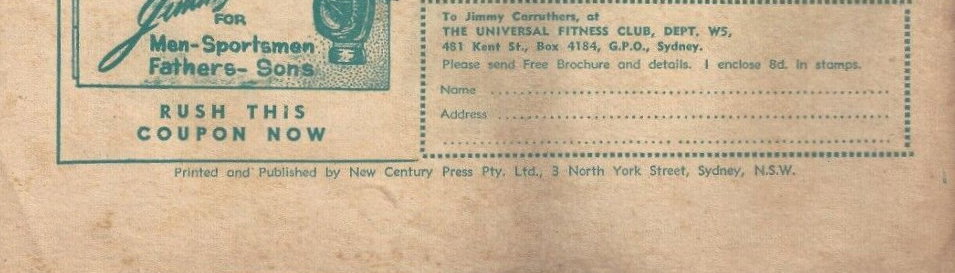 Jimmy
FOR
Men-Sportsmen
Fathers- Sons
RUSH THiS
COUPON NOW
To Jimmy Carruthers, at
THE UNIVERSAL FITNESS CLUB, DEPT. W5,
481 Kent St., Box 4184, G.P.O., Sydney.
Please send Free Brochure and details. I enclose 8d. in stamps.
Name
Address
Printed and Published by New Century Press Pty. Ltd., 3 North York Street, Sydney, N.S.W.